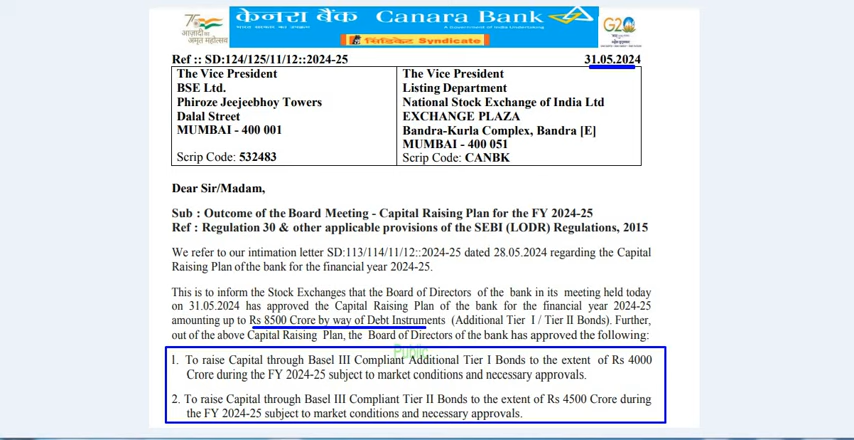 केनरा बैंक Canara Bank
A Government of India Undertaking
आज़ादी का
अमृत महोत्सव
G20
सिंडिकेट Syndicate
Ref :: SD:124/125/11/12::2024-25 31.05.2024
The Vice President
BSE Ltd.
Phiroze Jeejeebhoy Towers
Dalal Street
MUMBAI - 400 001
Scrip Code: 532483
The Vice President
Listing Department
National Stock Exchange of India Ltd
EXCHANGE PLAZA
Bandra-Kurla Complex, Bandra [E]
MUMBAI - 400 051
Scrip Code: CANBK
Dear Sir/Madam,
Sub : Outcome of the Board Meeting - Capital Raising Plan for the FY 2024-25
Ref : Regulation 30 & other applicable provisions of the SEBI (LODR) Regulations, 2015
We refer to our intimation letter SD:113/114/11/12::2024-25 dated 28.05.2024 regarding the Capital
Raising Plan of the bank for the financial year 2024-25.
This is to inform the Stock Exchanges that the Board of Directors of the bank in its meeting held today
on 31.05.2024 has approved the Capital Raising Plan of the bank for the financial year 2024-25
amounting up to Rs 8500 Crore by way of Debt Instruments (Additional Tier I / Tier II Bonds). Further,
out of the above Capital Raising Plan, the Board of Directors of the bank has approved the following:
Public
1. To raise Capital through Basel III Compliant Additional Tier I Bonds to the extent of Rs 4000
Crore during the FY 2024-25 subject to market conditions and necessary approvals.
2. To raise Capital through Basel III Compliant Tier II Bonds to the extent of Rs 4500 Crore during
the FY 2024-25 subject to market conditions and necessary approvals.